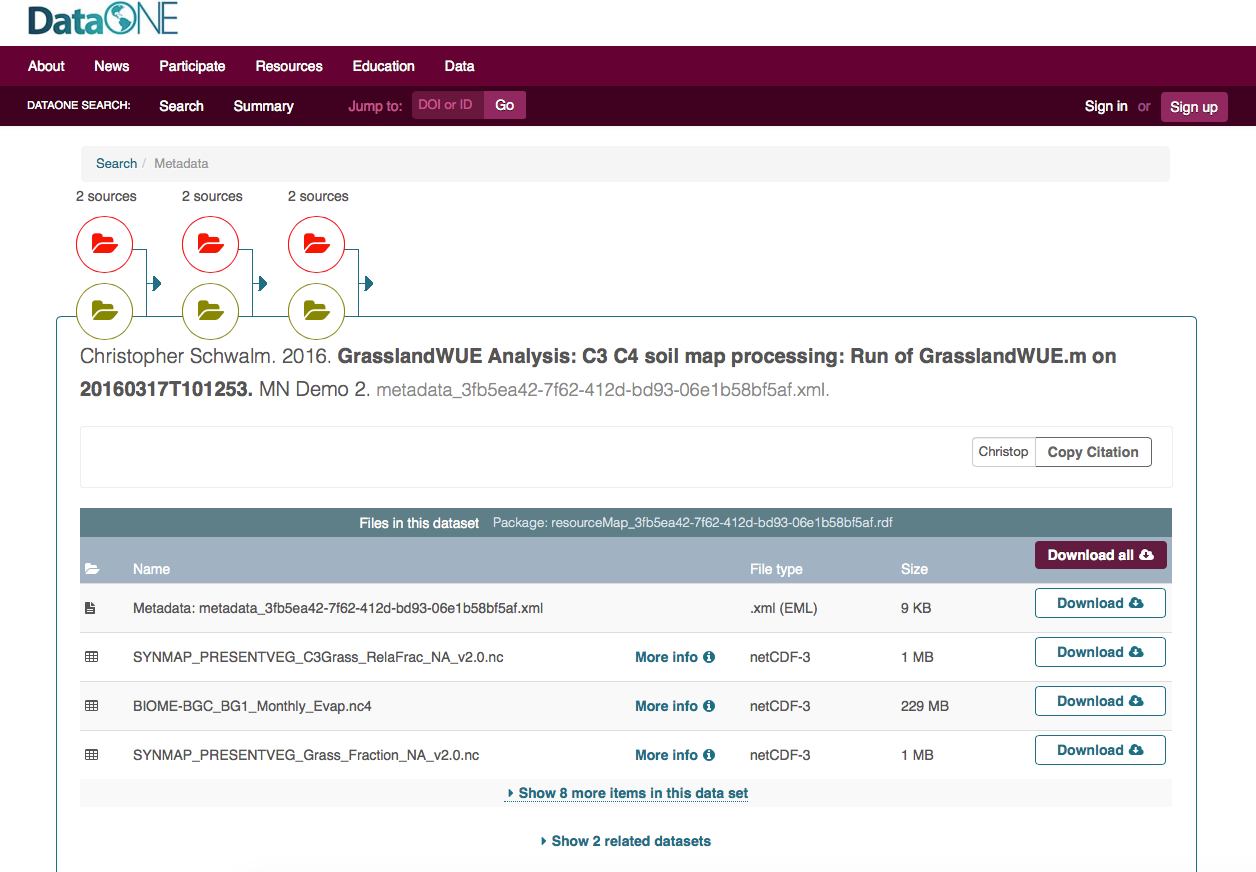 DataONE
About News Participate Resources Education Data
DATAONE SEARCH: Search Summary Jump to: DOI or ID Go Sign in or Sign up
Search / Metadata
2 sources 2 sources 2 sources
Christopher Schwalm. 2016. GrasslandWUE Analysis: C3 C4 soil map processing: Run of GrasslandWUE.m on
20160317T101253. MN Demo 2. metadata_3fb5ea42-7f62-412d-bd93-06e1b58bf5af.xml.
Christop Copy Citation
Files in this dataset Package: resourceMap_3fb5ea42-7f62-412d-bd93-06e1b58bf5af.rdf
Name File type Size Download all
Metadata: metadata_3fb5ea42-7f62-412d-bd93-06e1b58bf5af.xml .xml (EML) 9 KB Download
SYNMAP_PRESENTVEG_C3Grass_RelaFrac_NA_v2.0.nc More info netCDF-3 1 MB Download
BIOME-BGC_BG1_Monthly_Evap.nc4 More info netCDF-3 229 MB Download
SYNMAP_PRESENTVEG_Grass_Fraction_NA_v2.0.nc More info netCDF-3 1 MB Download
Show 8 more items in this data set
Show 2 related datasets